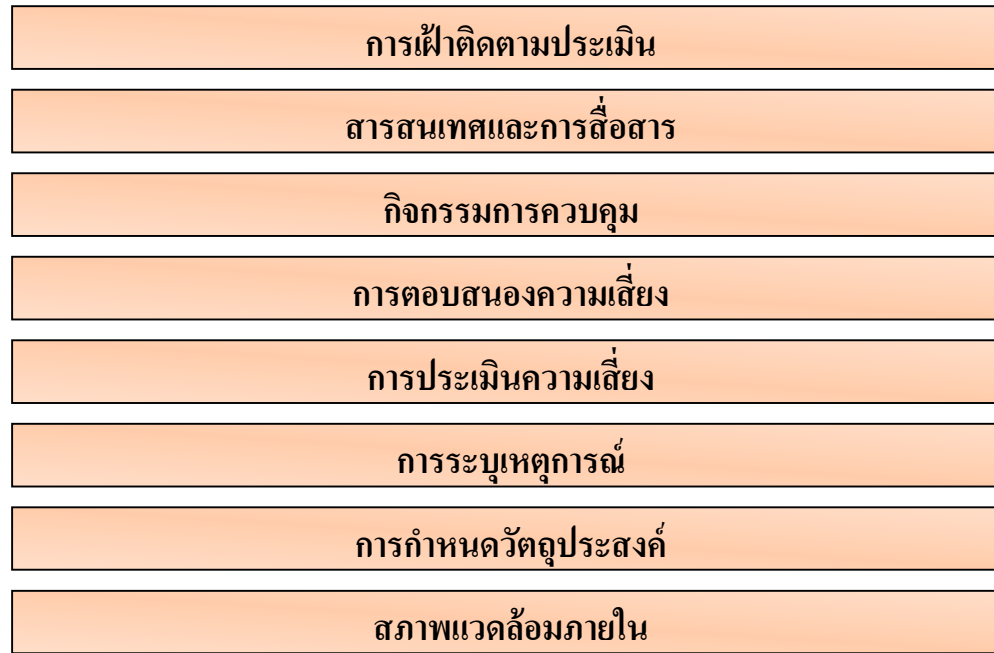 การเฝ้าติดตามประเมิน
สารสนเทศและการสื่อสาร
กิจกรรมการควบคุม
การตอบสนองความเสี่ยง
การประเมินความเสี่ยง
การระบุเหตุการณ์
การกำหนดวัตถุประสงค์
สภาพแวดล้อมภายใน